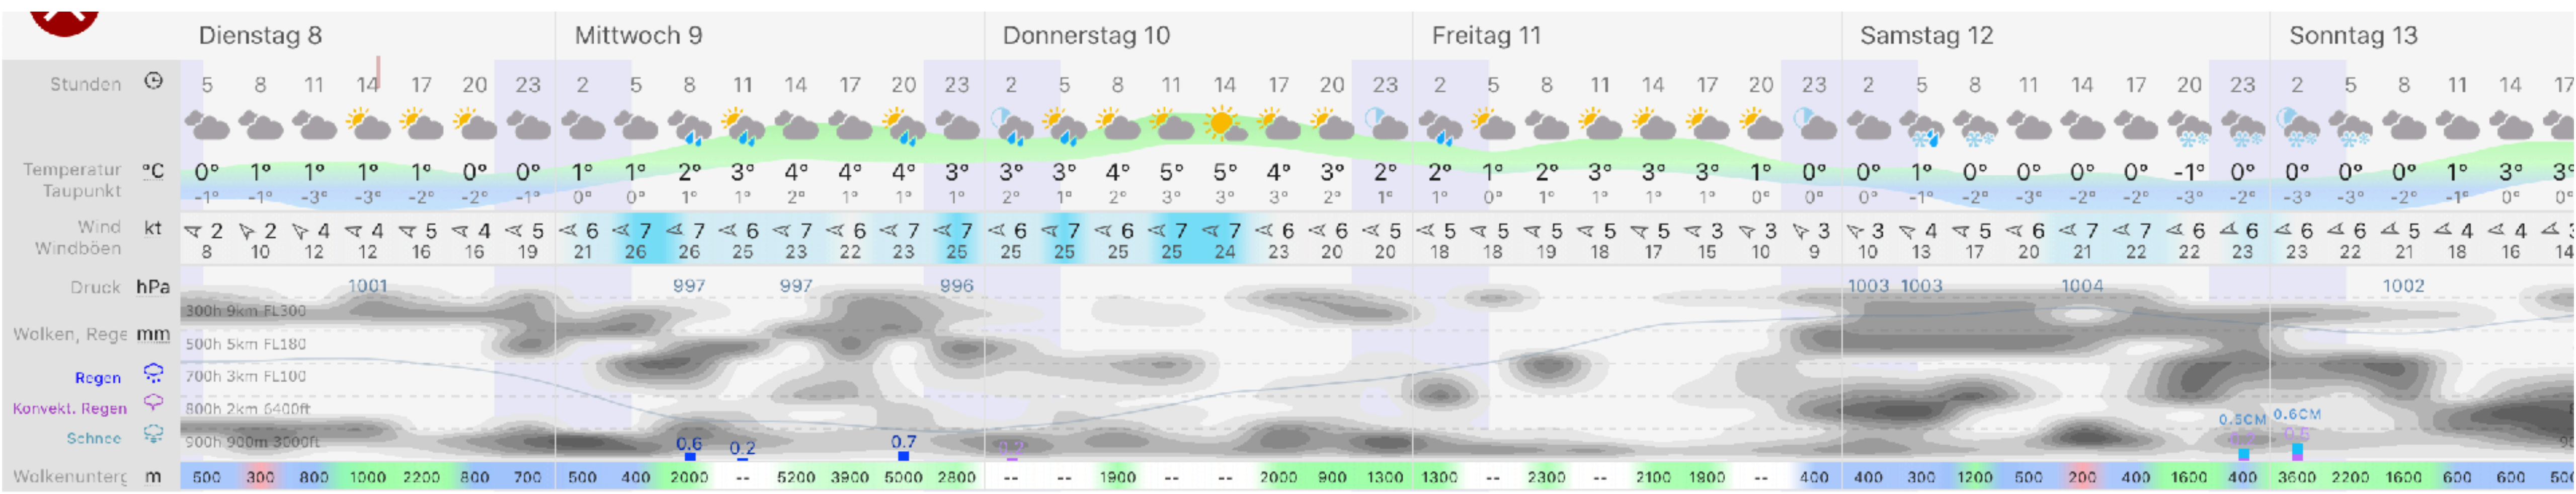 Dienstag 8 Mittwoch 9 Donnerstag 10 Freitag 11 Samstag 12 Sonntag 13
Stunden 5 8 11 14 17 20 23 2 5 8 11 14 17 20 23 2 5 8 11 14 17 20 23 2 5 8 11 14 17 20 23 2 5 8 11 14 17 20 23 2 5 8 11 14 17
Temperatur °C 0° 1° 1° 1° 1° 0° 0° 1° 1° 2° 3° 4° 4° 4° 3° 3° 3° 4° 5° 5° 4° 3° 2° 2° 1° 2° 3° 3° 3° 1° 0° 0° 1° 0° 0° 0° 0° -1° 0° 0° 0° 0° 1° 3° 3°
Taupunkt -1° -1° -3° -3° -1° -2° -1° 0° 0° 1° 1° 2° 1° 1° 1° 2° 1° 2° 3° 3° 3° 2° 1° 1° 0° 1° 2° 2° 2° 0° 0° 0° -1° -2° -2° -2° -3° -2° -2° -3° -3° -2° -1° 0° 0°
Wind kt 2 2 4 4 5 4 5 6 7 7 6 7 6 7 7 6 7 6 7 7 6 6 5 5 5 5 5 5 3 3 3 3 4 5 6 7 7 6 6 6 6 5 4 4
Windböen 8 10 12 12 16 16 19 21 26 26 25 23 22 23 25 25 25 25 25 24 23 20 20 18 18 19 18 17 15 10 9 10 13 17 20 21 22 22 23 23 22 21 18 16 14
Druck hPa 1001 997 997 996 1003 1003 1004 1002
300h 9km FL300
Wolken, Rege mm
500h 5km FL180
Regen 700h 3km FL100
Konvekt. Regen 800h 2km 6400ft
0.5CM 0.6CM
Schnee 900h 900m 3000ft 0.6 0.2 0.7 0.2
Wolkenunterg m 500 300 800 1000 2200 800 700 500 400 2000 -- 5200 3900 5000 2800 -- -- 1900 -- -- 2000 900 1300 1300 -- 2300 -- 2100 1900 -- 400 400 300 1200 500 200 400 1600 400 3600 2200 1600 600 600